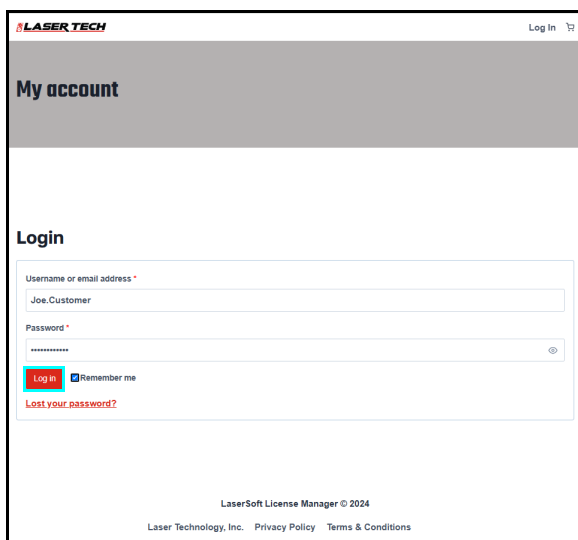 LASER TECH
Log In
My account
Login
Username or email address *
Joe.Customer
Password *
••••••••••••
Log in Remember me
Lost your password?
LaserSoft License Manager © 2024
Laser Technology, Inc. Privacy Policy Terms & Conditions